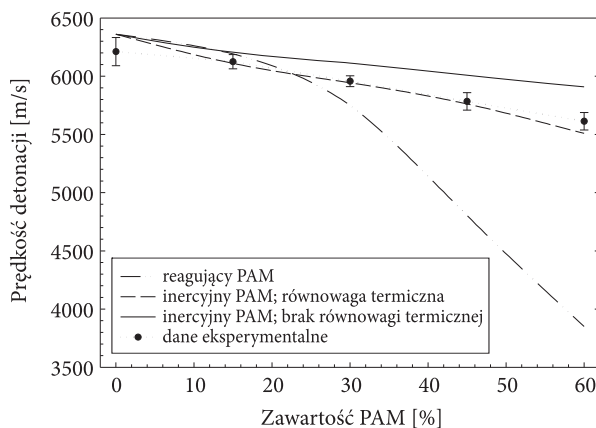 Prędkość detonacji [m/s]
6500
6000
5500
5000
4500
4000
3500
reagujący PAM
inercyjny PAM; równowaga termiczna
inercyjny PAM; brak równowagi termicznej
dane eksperymentalne
0 10 20 30 40 50 60
Zawartość PAM [%]